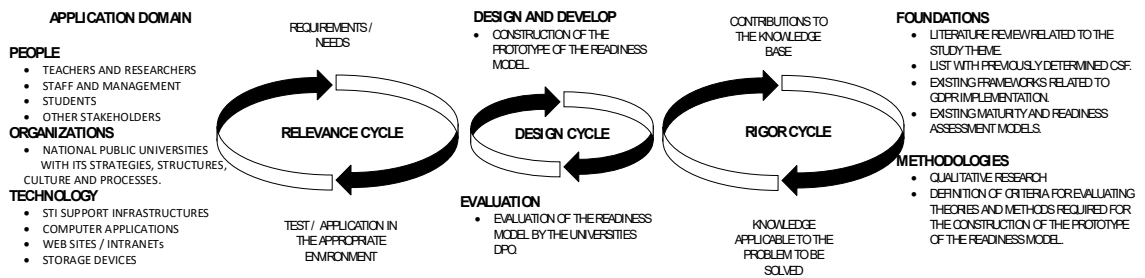 APPLICATION DOMAIN
PEOPLE
• TEACHERS AND RESEARCHERS
• STAFF AND MANAGEMENT
• STUDENTS
• OTHER STAKEHOLDERS
ORGANIZATIONS
• NATIONAL PUBLIC UNIVERSITIES
WITH ITS STRATEGIES, STRUCTURES,
CULTURE AND PROCESSES.
TECHNOLOGY
• STI SUPPORT INFRASTRUCTURES
• COMPUTER APPLICATIONS
• WEB SITES / INTRANETs
• STORAGE DEVICES
REQUIREMENTS /
NEEDS
RELEVANCE CYCLE
TEST / APPLICATION IN
THE APPROPRIATE
ENVIRONMENT
DESIGN AND DEVELOP
• CONSTRUCTION OF THE
PROTOTYPE OF THE READINESS
MODEL.
DESIGN CYCLE
EVALUATION
• EVALUATION OF THE READINESS
MODEL BY THE UNIVERSITIES
DPO.
CONTRIBUTIONS TO
THE KNOWLEDGE
BASE
RIGOR CYCLE
KNOWLEDGE
APPLICABLE TO THE
PROBLEM TO BE
SOLVED
FOUNDATIONS
• LITERATURE REVIEW RELATED TO THE
STUDY THEME.
• LIST WITH PREVIOUSLY DETERMINED CSF.
• EXISTING FRAMEWORKS RELATED TO
GDPR IMPLEMENTATION.
• EXISTING MATURITY AND READINESS
ASSESSMENT MODELS.
METHODOLOGIES
• QUALITATIVE RESEARCH
• DEFINITION OF CRITERIA FOR EVALUATING
THEORIES AND METHODS REQUIRED FOR
THE CONSTRUCTION OF THE PROTOTYPE
OF THE READINESS MODEL.